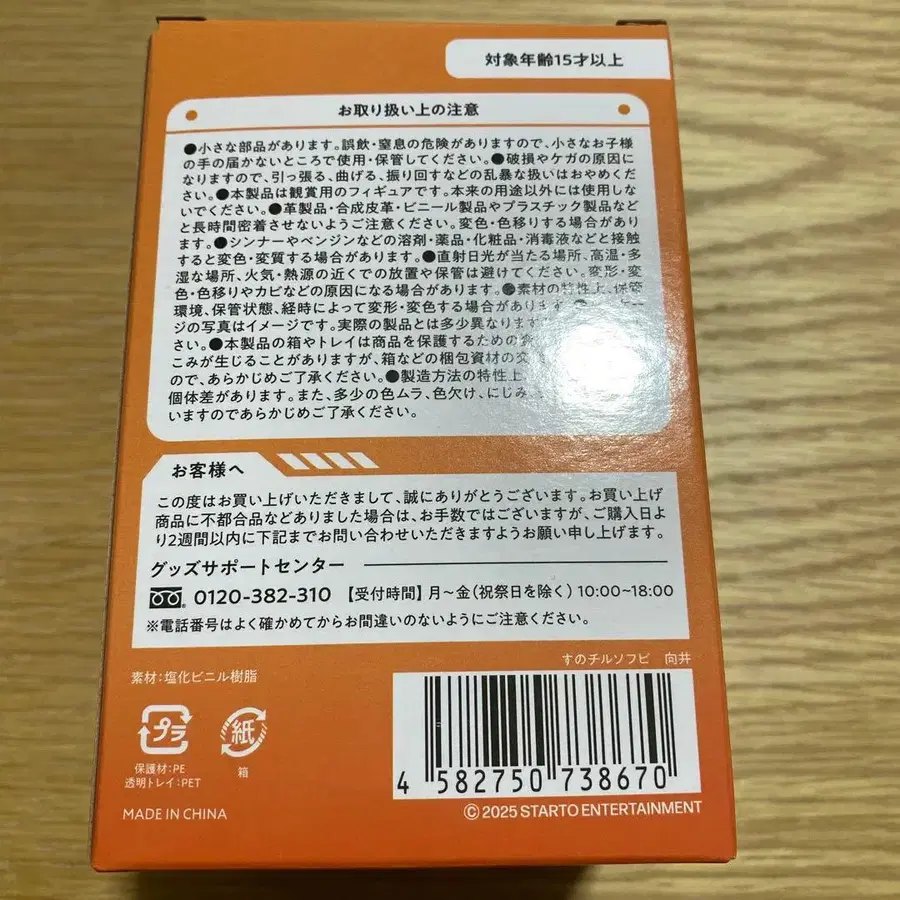 対象年齢15才以上
お取り扱い上の注意
●小さな部品があります。誤飲・窒息の危険がありますので、小さなお子様
の手の届かないところで使用・保管してください。●破損やケガの原因に
なりますので、引っ張る、曲げる、振り回すなどの乱暴な扱いはおやめくださ
い。●本製品は観賞用のフィギュアです。本来の用途以外には使用しな
いでください。●革製品・合成皮革・ビニール製品やプラスチック製品など
と長時間密着させないようご注意ください。変色・色移りする場合があり
ます。●シンナーやベンジンなどの溶剤・薬品・化粧品・消毒液などと接触
すると変色・変質する場合があります。●直射日光が当たる場所、高温・多
湿な場所、火気・熱源の近くでの放置や保管は避けてください。変形・変
色・色移りやカビなどの原因になる場合があります。●素材の特性上、保管
環境、保管状態、経時によって変形・変色する場合があります。
ジの写真はイメージです。実際の製品とは多少異なります
す。●本製品の箱やトレイは商品を保護するための
こみが生じることがありますが、箱などの梱包資材の交
ので、あらかじめご了承ください。●製造方法の特性上
個体差があります。また、多少の色ムラ、色欠け、にじみ
いますのであらかじめご了承ください。
お客様へ
この度はお買い上げいただきまして、誠にありがとうございます。お買い上げ
商品に不都合品などありました場合は、お手数ではございますが、ご購入日よ
り2週間以内に下記までお問い合わせいただきますようお願い申し上げます。
グッズサポートセンター
0120-382-310 【受付時間】月～金(祝祭日を除く)10:00~18:00
※電話番号はよく確かめてからお間違いのないようにご注意ください。
すのチルソフビ 向井
素材:塩化ビニル樹脂
プラ 紙
保護材:PE 箱
透明トレイ:PET
4 582750 738670
MADE IN CHINA
©2025 STARTO ENTERTAINMENT